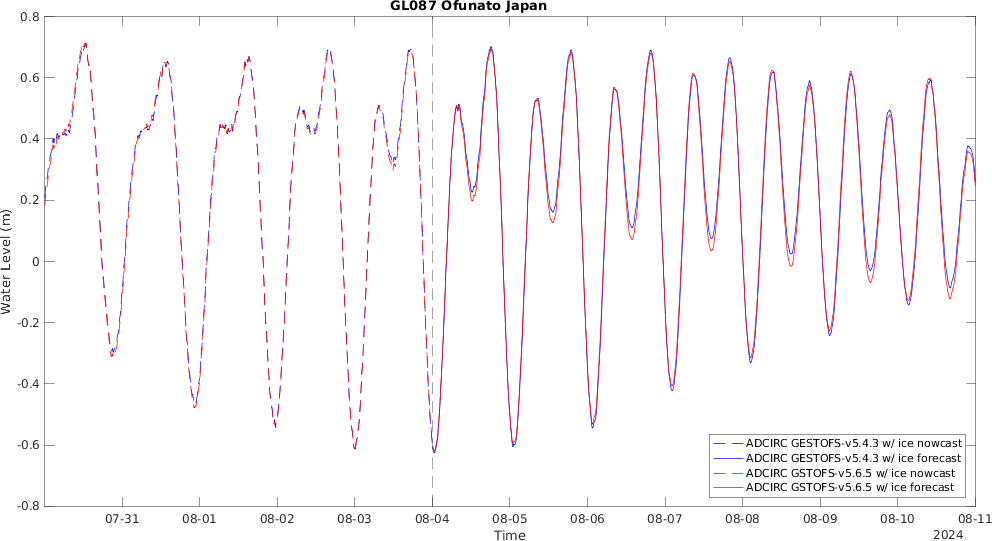 GL087 Ofunato Japan
Water Level (m)
0.8
0.6
0.4
0.2
0
-0.2
-0.4
-0.6
-0.8
ADCIRC GESTOFS-v5.4.3 w/ ice nowcast
ADCIRC GESTOFS-v5.4.3 w/ ice forecast
ADCIRC GSTOFS-v5.6.5 w/ ice nowcast
ADCIRC GSTOFS-v5.6.5 w/ ice forecast
07-31 08-01 08-02 08-03 08-04 08-05 08-06 08-07 08-08 08-09 08-10 08-11
Time
2024